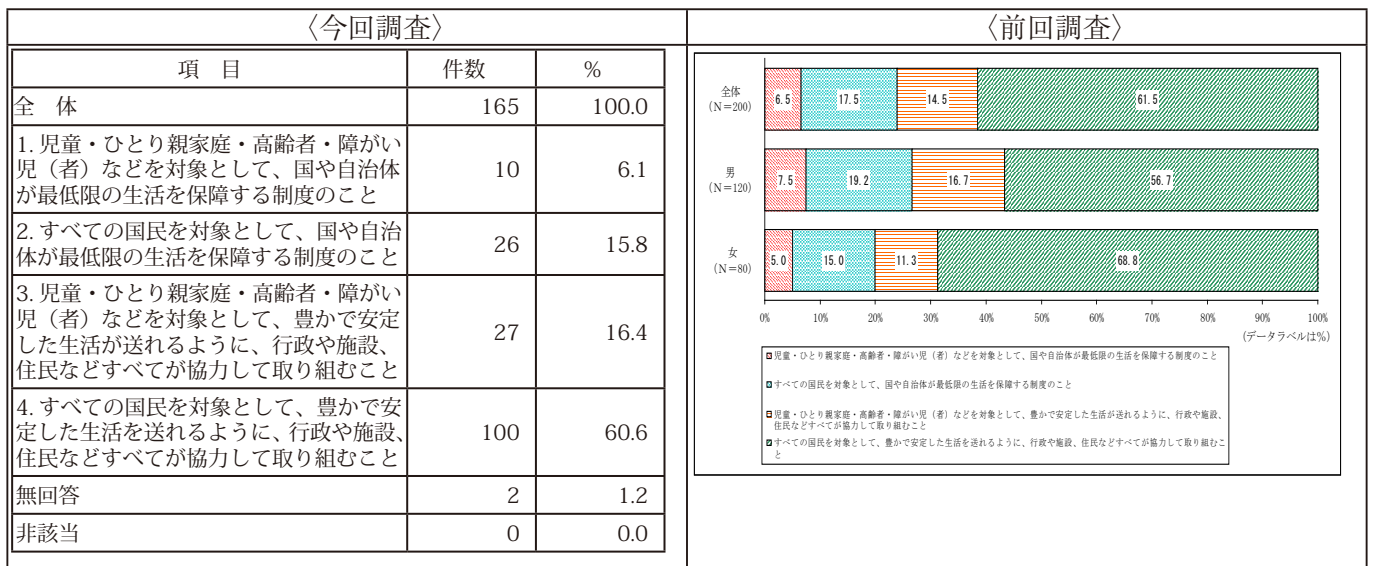 〈今回調査〉
〈前回調査〉
項　目 件数 %
全　体 165 100.0
1. 児童・ひとり親家庭・高齢者・障がい
児（者）などを対象として、国や自治体
が最低限の生活を保障する制度のこと
10 6.1
2. すべての国民を対象として、国や自治
体が最低限の生活を保障する制度のこと
26 15.8
3. 児童・ひとり親家庭・高齢者・障がい
児（者）などを対象として、豊かで安定
した生活が送れるように、行政や施設、
住民などすべてが協力して取り組むこと
27 16.4
4. すべての国民を対象として、豊かで安
定した生活を送れるように、行政や施設、
住民などすべてが協力して取り組むこと
100 60.6
無回答 2 1.2
非該当 0 0.0
全体
(N=200)
6.5 17.5 14.5 61.5
男
(N=120)
7.5 19.2 16.7 56.7
女
(N=80)
5.0 15.0 11.3 68.8
0% 10% 20% 30% 40% 50% 60% 70% 80% 90% 100%
(データラベルは%)
児童・ひとり親家庭・高齢者・障がい児（者）などを対象として、国や自治体が最低限の生活を保障する制度のこと
すべての国民を対象として、国や自治体が最低限の生活を保障する制度のこと
児童・ひとり親家庭・高齢者・障がい児（者）などを対象として、豊かで安定した生活が送れるように、行政や施設、
住民などすべてが協力して取り組むこと
すべての国民を対象として、豊かで安定した生活を送れるように、行政や施設、住民などすべてが協力して取り組むこ
と